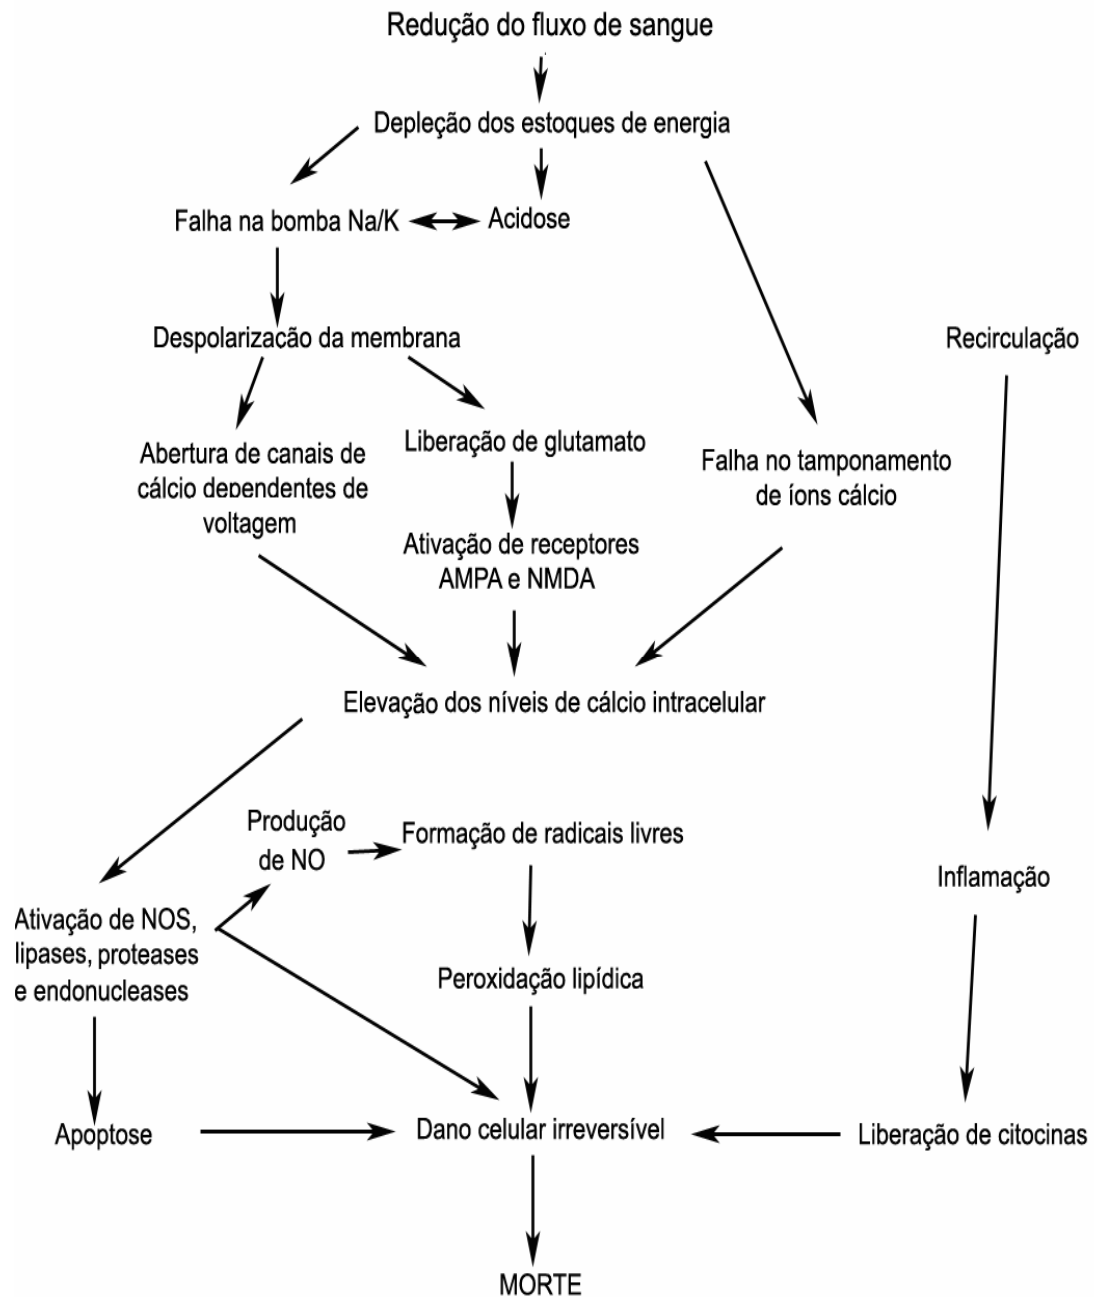 Redução do fluxo de sangue
Depleção dos estoques de energia
Falha na bomba Na/K
Acidose
Despolarização da membrana
Recirculação
Abertura de canais de
cálcio dependentes de
voltagem
Liberação de glutamato
Falha no tamponamento
de íons cálcio
Ativação de receptores
AMPA e NMDA
Elevação dos níveis de cálcio intracelular
Produção
de NO
Formação de radicais livres
Inflamação
Ativação de NOS,
lipases, proteases
e endonucleases
Peroxidação lipídica
Apoptose
Dano celular irreversível
Liberação de citocinas
MORTE